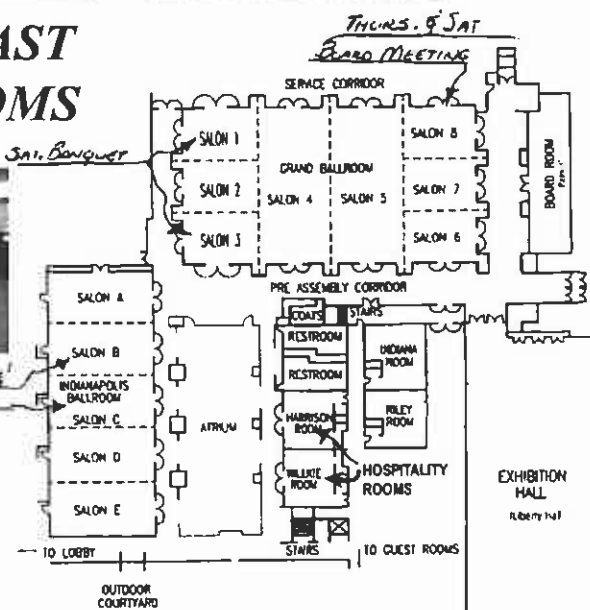 AST
OMS
THURS. & SAT
BOARD MEETING
SERVICE CORRIDOR
SAT. BANQUET
SALON 1
SALON 8
GRAND BALLROOM
BOARD ROOM
SALON 2
SALON 4
SALON 5
SALON 7
SALON 3
SALON 6
PRE ASSEMBLY CORRIDOR
SALON A
COATS
STAIRS
RESTROOM
SALON B
INDIANA
ROOM
RESTROOM
INDIANAPOLIS
BALLROOM
SALON C
ATRIUM
HARRISON
ROOM
RILEY
ROOM
SALON D
WILLKIE
ROOM
HOSPITALITY
ROOMS
EXHIBITION
HALL
SALON E
TO LOBBY
STAIRS
TO GUEST ROOMS
OUTDOOR
COURTYARD